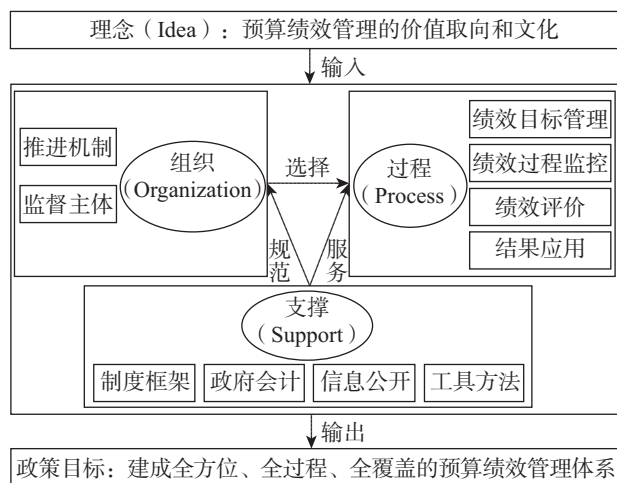 理念（Idea）：预算绩效管理的价值取向和文化
输入
推进机制
监督主体
组织
（Organization）
选择
过程
（Process）
绩效目标管理
绩效过程监控
绩效评价
结果应用
规范
服务
支撑
（Support）
制度框架
政府会计
信息公开
工具方法
输出
政策目标：建成全方位、全过程、全覆盖的预算绩效管理体系